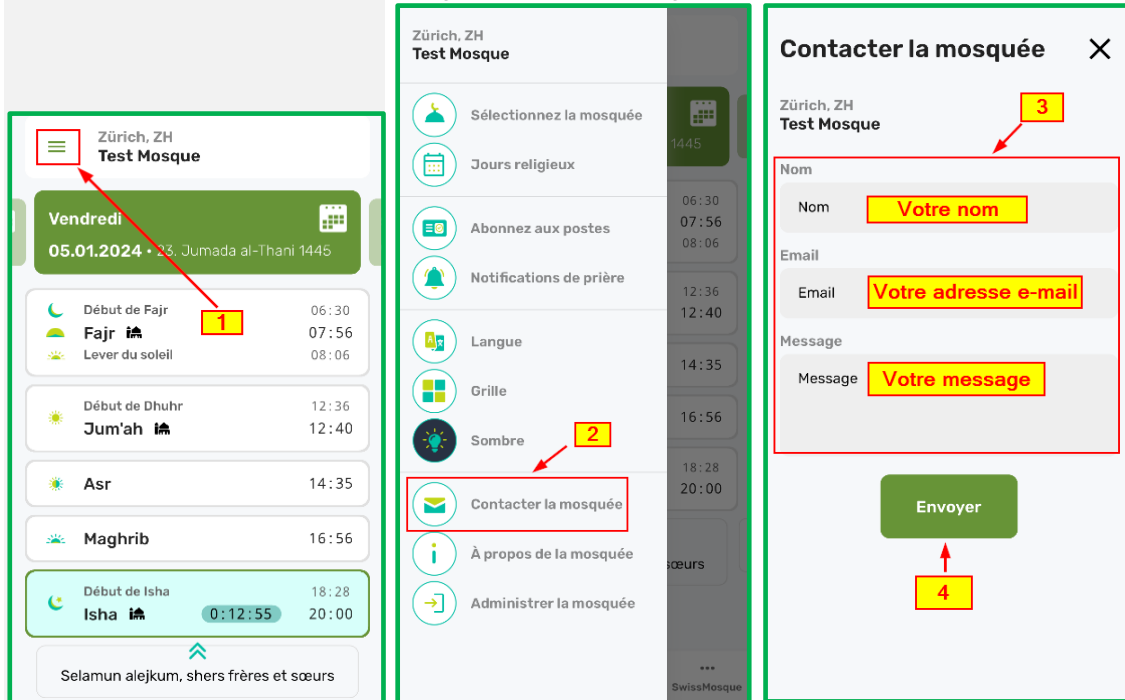 Zürich, ZH
Test Mosque
Vendredi
05.01.2024 • 23. Jumada al-Thani 1445
1
Début de Fajr 06:30
Fajr 07:56
Lever du soleil 08:06
Début de Dhuhr 12:36
Jum'ah 12:40
Asr 14:35
Maghrib 16:56
Début de Isha 18:28
Isha 0:12:55 20:00
Selamun alejkum, shers frères et sœurs
Zürich, ZH
Test Mosque
Sélectionnez la mosquée
Jours religieux
Abonnez aux postes
Notifications de prière
Langue
Grille
Sombre
2
Contacter la mosquée
À propos de la mosquée
Administrer la mosquée
1445
06:30
07:56
08:06
12:36
12:40
14:35
16:56
18:28
20:00
sœurs
SwissMosque
Contacter la mosquée
Zürich, ZH
Test Mosque
3
Nom
Nom Votre nom
Email
Email Votre adresse e-mail
Message
Message Votre message
Envoyer
4